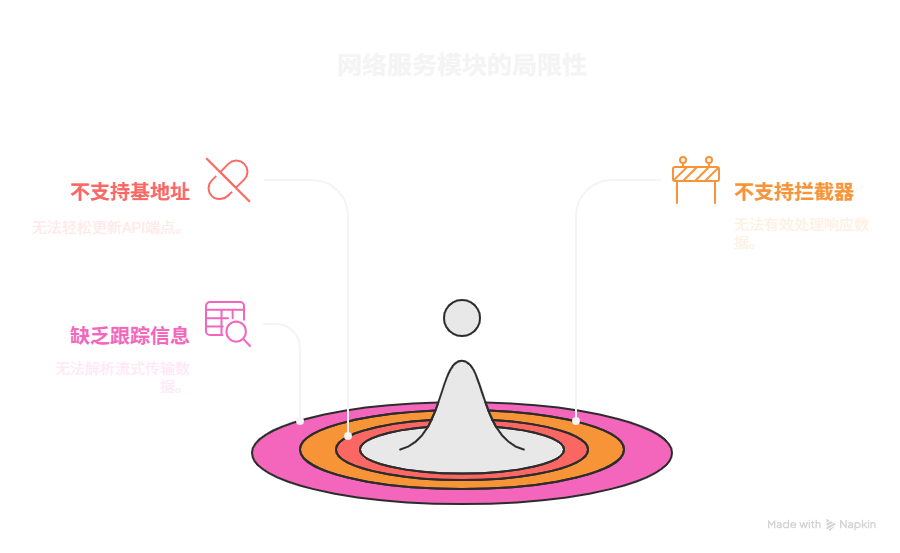 网络服务模块的局限性
不支持基地址
无法轻松更新API端点。
不支持拦截器
无法有效处理响应数
据。
缺乏跟踪信息
无法解析流式传输数
据。
Made with Napkin